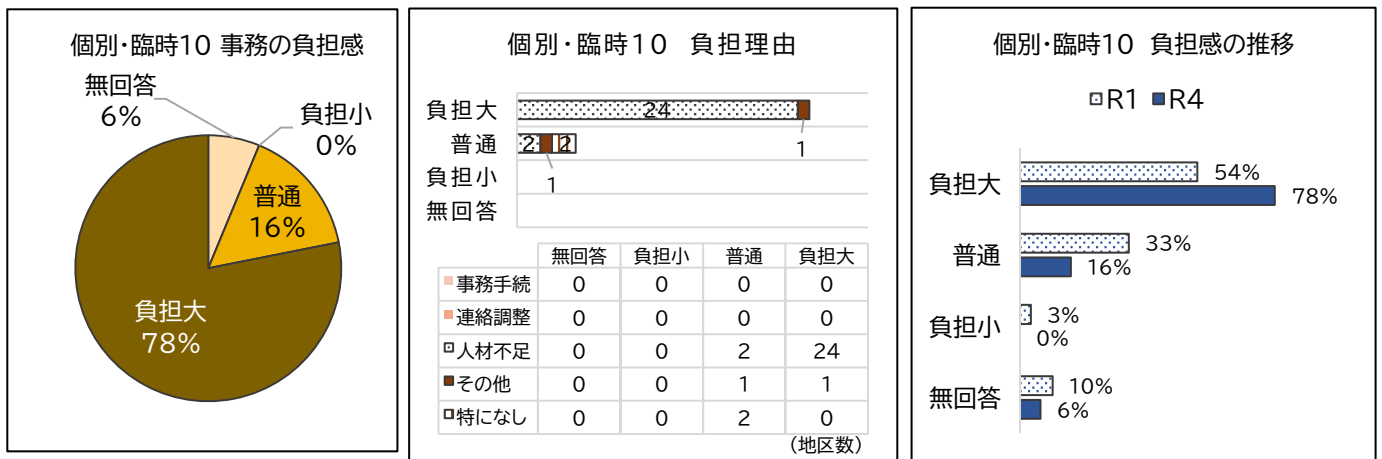 個別・臨時10 事務の負担感
無回答
6%
負担小
0%
普通
16%
負担大
78%
個別・臨時10 負担理由
負担大
24
1
普通
2
2
1
負担小
無回答
無回答 負担小 普通 負担大
事務手続 0 0 0 0
連絡調整 0 0 0 0
人材不足 0 0 2 24
その他 0 0 1 1
特になし 0 0 2 0
（地区数）
個別・臨時10 負担感の推移
R1 R4
負担大
54%
78%
普通
33%
16%
負担小
3%
0%
無回答
10%
6%